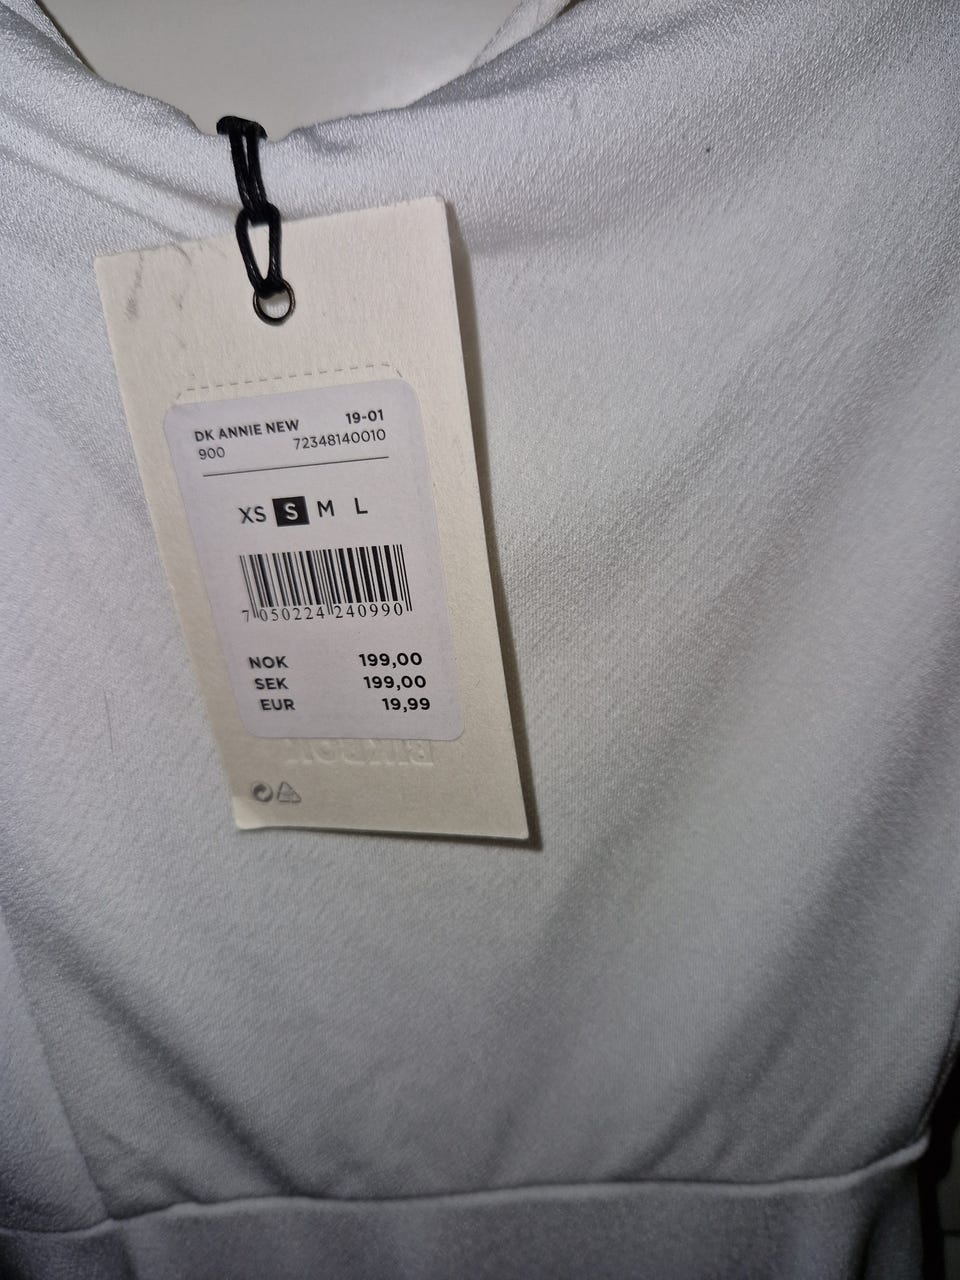 DK ANNIE NEW 19-01
900 72348140010
XS S M L
7 050224 240990
NOK 199,00
SEK 199,00
EUR 19,99
BIKBOK